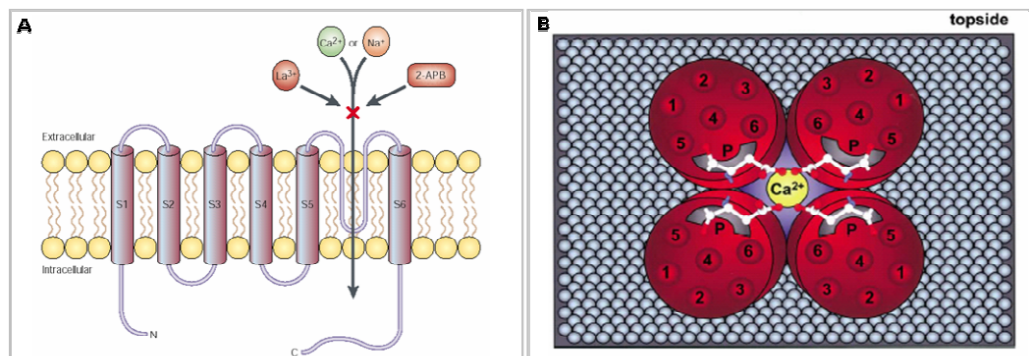 A
Ca2+ or Na+
La3+
2-APB
Extracellular
S1 S2 S3 S4 S5 S6
Intracellular
N
C
B
topside
2 3 1 4 6 5 P
2 3 1 4 6 5 P
Ca2+
5 P 6 4 1 2 3
P 5 6 4 1 3 2